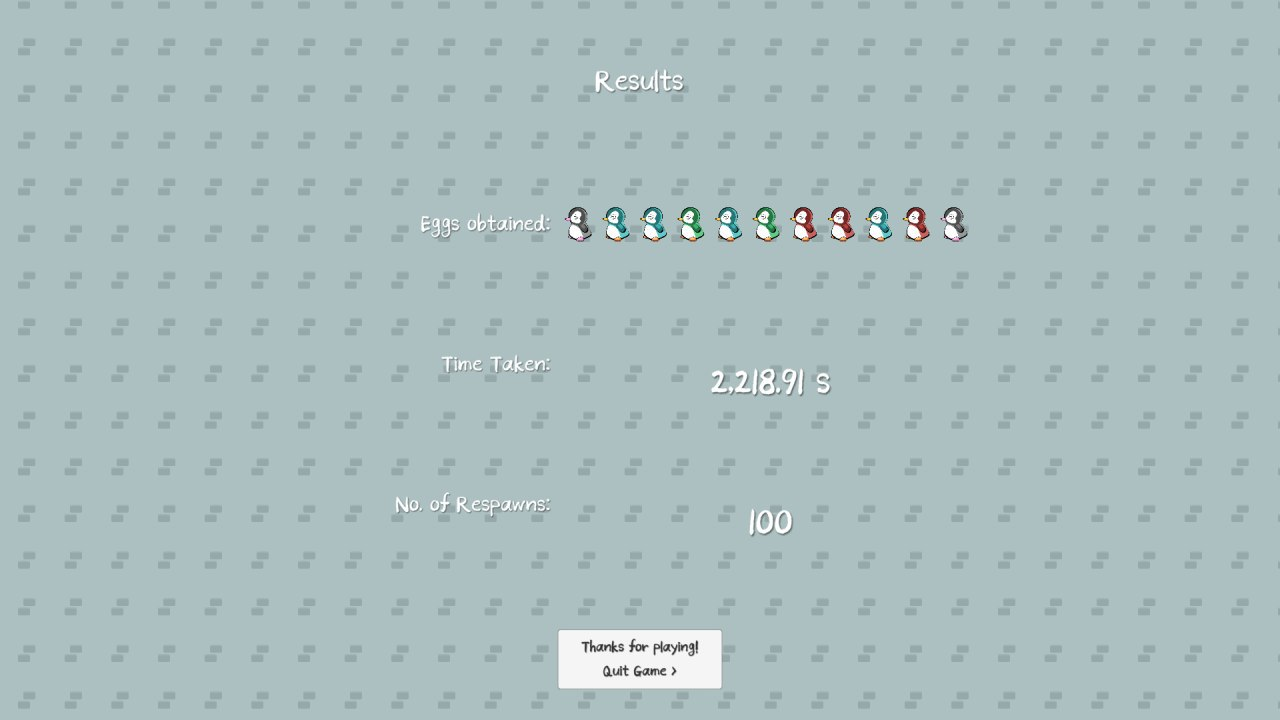 Results
Eggs obtained:
Time Taken:
2,218.91 s
No. of Respawns:
100
Thanks for playing!
Quit Game >